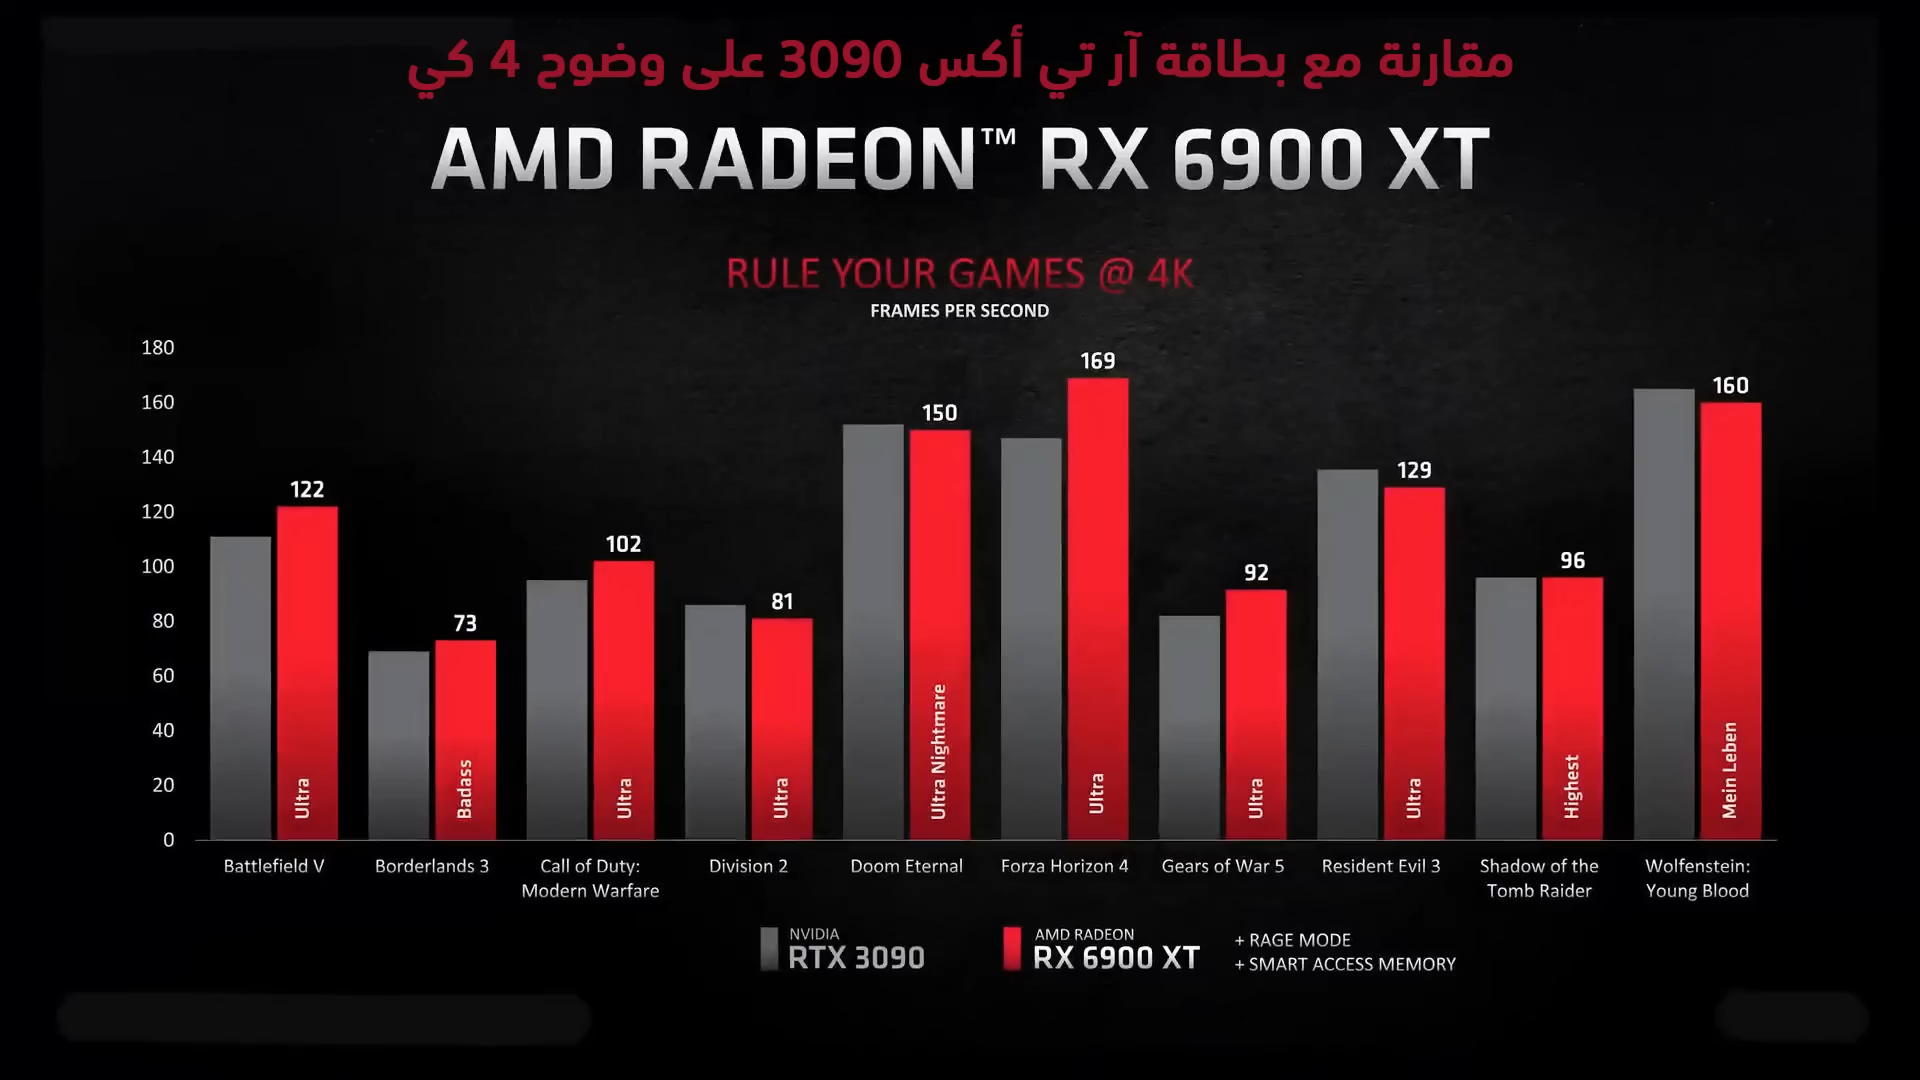 مقارنة مع بطاقة آر تي أكس 3090 على وضوح 4 كي
AMD RADEON™ RX 6900 XT
RULE YOUR GAMES @ 4K
FRAMES PER SECOND
180
160
140
120
100
80
60
40
20
0
122
73
102
81
150
169
92
129
96
160
Ultra
Badass
Ultra
Ultra
Ultra Nightmare
Ultra
Ultra
Ultra
Highest
Mein Leben
Battlefield V
Borderlands 3
Call of Duty:
Modern Warfare
Division 2
Doom Eternal
Forza Horizon 4
Gears of War 5
Resident Evil 3
Shadow of the
Tomb Raider
Wolfenstein:
Young Blood
NVIDIA
RTX 3090
AMD RADEON
RX 6900 XT
+ RAGE MODE
+ SMART ACCESS MEMORY